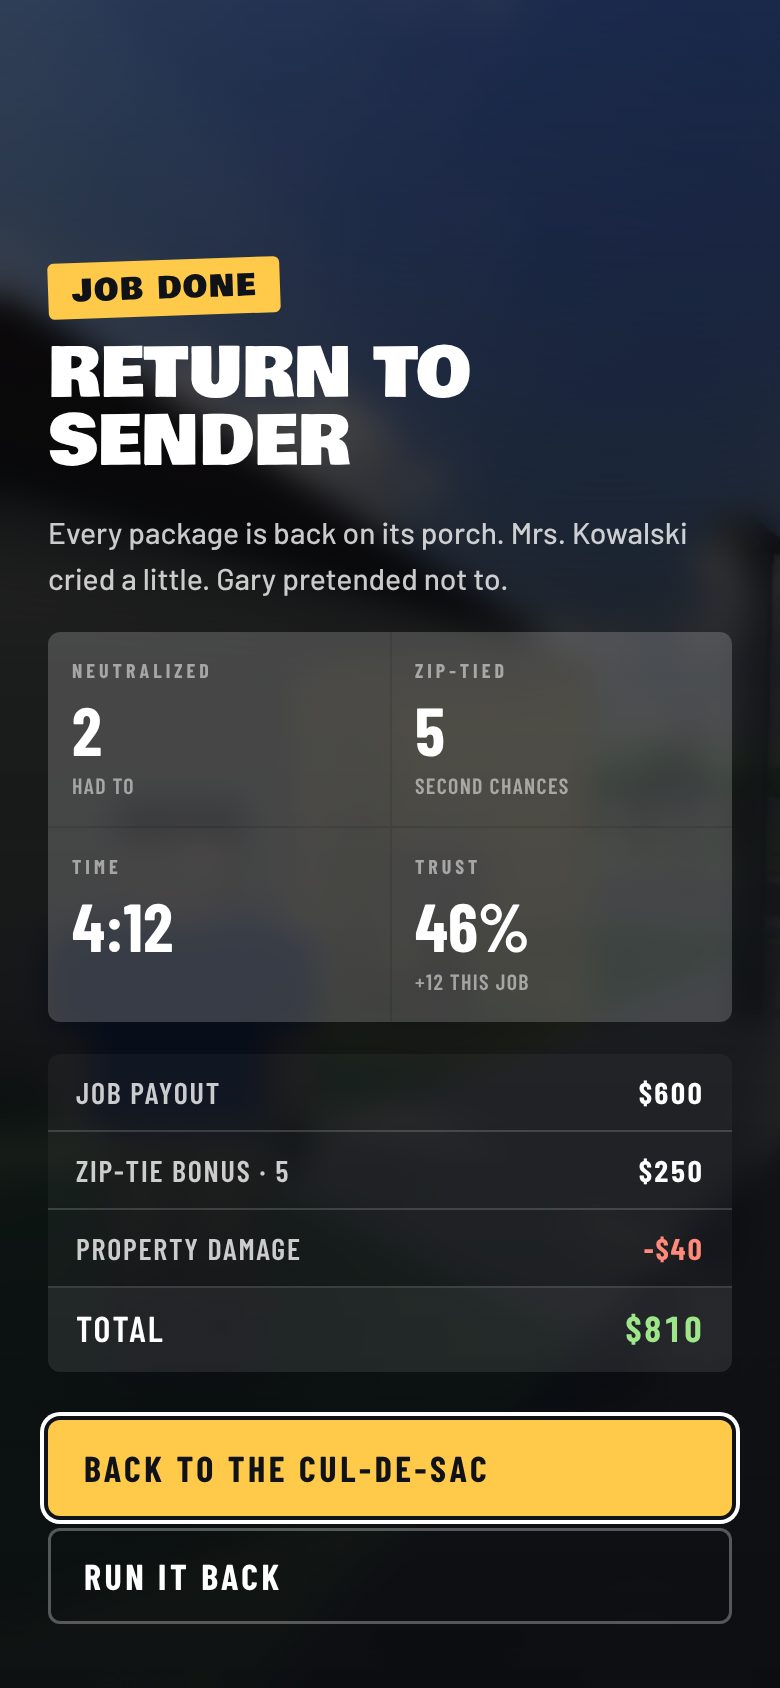 JOB DONE
RETURN TO
SENDER
Every package is back on its porch. Mrs. Kowalski
cried a little. Gary pretended not to.
NEUTRALIZED
2
HAD TO
ZIP-TIED
5
SECOND CHANCES
TIME
4:12
TRUST
46%
+12 THIS JOB
JOB PAYOUT $600
ZIP-TIE BONUS · 5 $250
PROPERTY DAMAGE -$40
TOTAL $810
BACK TO THE CUL-DE-SAC
RUN IT BACK